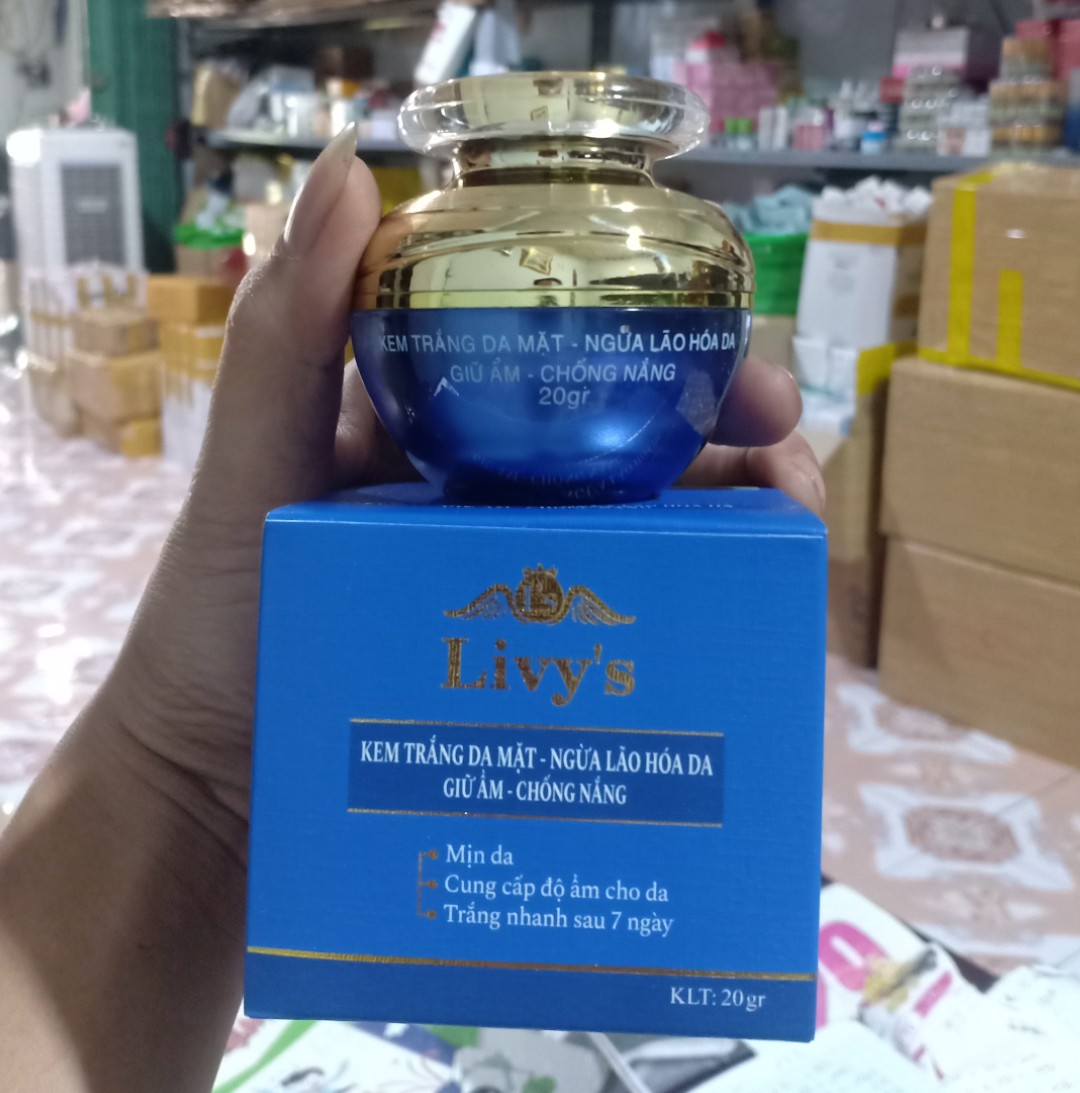 KEM TRẮNG DA MẶT - NGỪA LÃO HÓA DA
GIỮ ẨM - CHỐNG NẮNG
20gr
L
Livy's
KEM TRẮNG DA MẶT - NGỪA LÃO HÓA DA
GIỮ ẨM - CHỐNG NẮNG
Mịn da
Cung cấp độ ẩm cho da
Trắng nhanh sau 7 ngày
KLT: 20gr